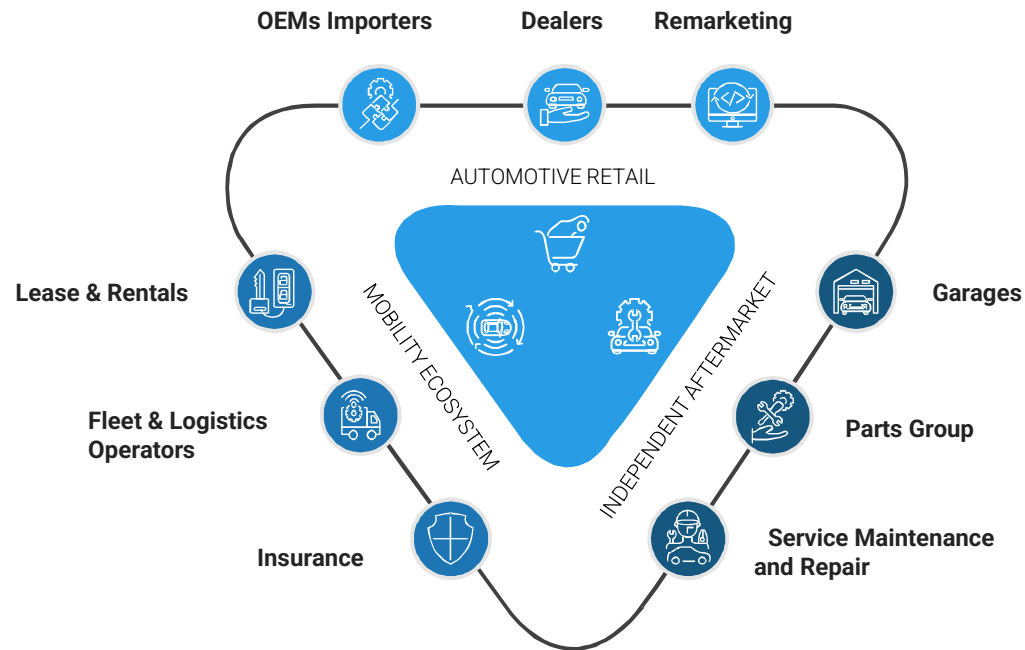 OEMs Importers
Dealers
Remarketing
AUTOMOTIVE RETAIL
Lease & Rentals
MOBILITY ECOSYSTEM
INDEPENDENT AFTERMARKET
Garages
Fleet & Logistics
Operators
Parts Group
Insurance
Service Maintenance
and Repair